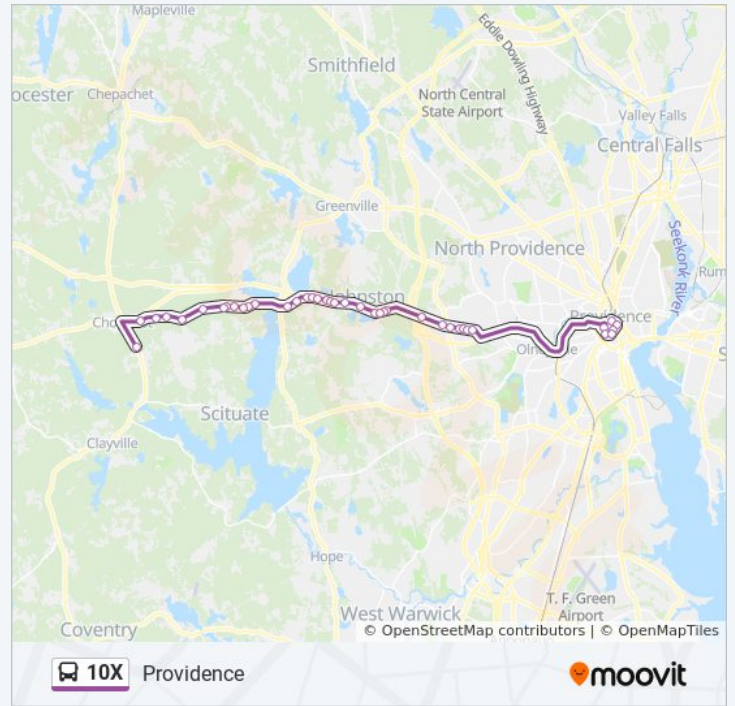 Mapleville
Eddie Dowling Highway
Smithfield
ocester
Chepachet
North Central
State Airport
Valley Falls
Central Falls
Greenville
Seekonk River
North Providence
Rum
Johnston
Providence
Scituate
Clayville
Hope
T. F. Green
Airport
West Warwick
Coventry
© OpenStreetMap contributors | © OpenMapTiles
10X Providence
moovit